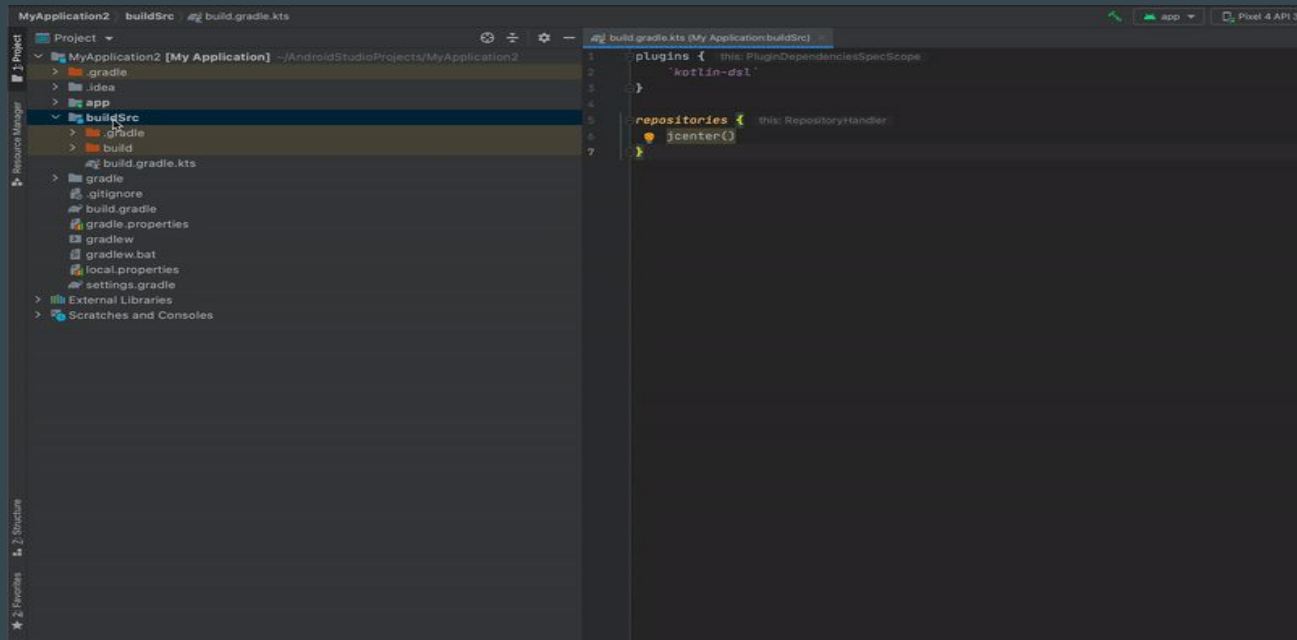 MyApplication2 buildSrc build.gradle.kts
app Pixel 4 API 3
1: Project
Resource Manager
2: Structure
2: Favorites
Project
MyApplication2 [My Application] ~/AndroidStudioProjects/MyApplication2
.gradle
.idea
app
buildSrc
.gradle
build
build.gradle.kts
gradle
.gitignore
build.gradle
gradle.properties
gradlew
gradlew.bat
local.properties
settings.gradle
External Libraries
Scratches and Consoles
build.gradle.kts (My Application:buildSrc)
1 plugins { this: PluginDependenciesSpecScope
2 `kotlin-dsl`
3 }
4
5 repositories { this: RepositoryHandler
6 jcenter()
7 }